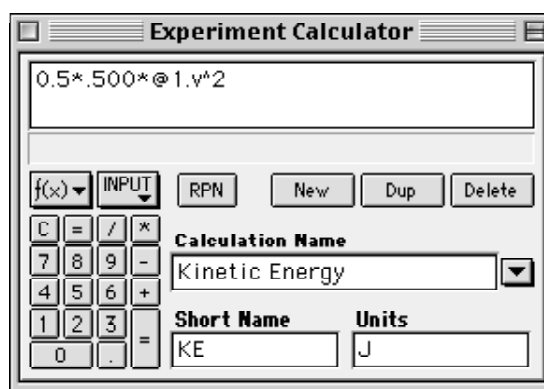 Experiment Calculator
0.5*.500*@1.v^2
f(x) INPUT RPN New Dup Delete
C = / *
7 8 9 -
4 5 6 +
1 2 3 =
0 .
Calculation Name
Kinetic Energy
Short Name Units
KE J